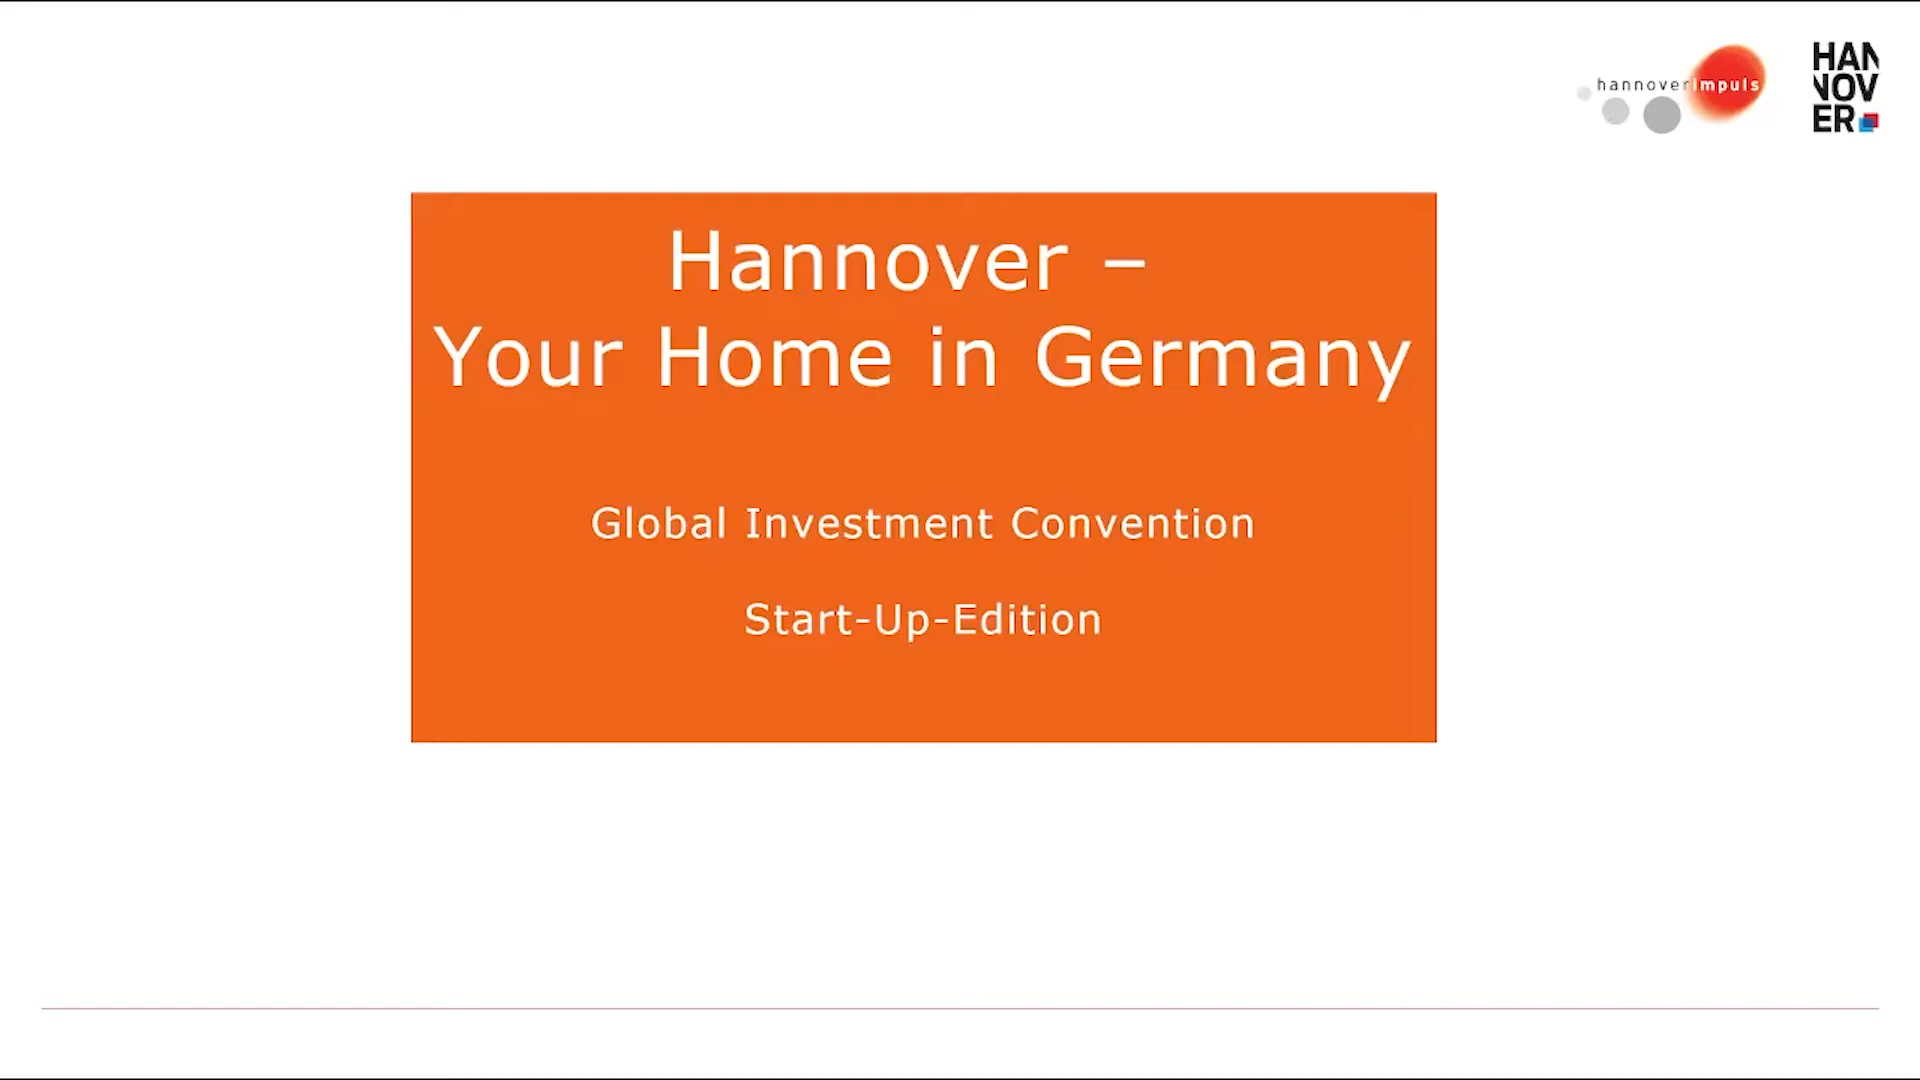 hannoverimpuls
HAN
NOV
ER
Hannover –
Your Home in Germany
Global Investment Convention
Start-Up-Edition